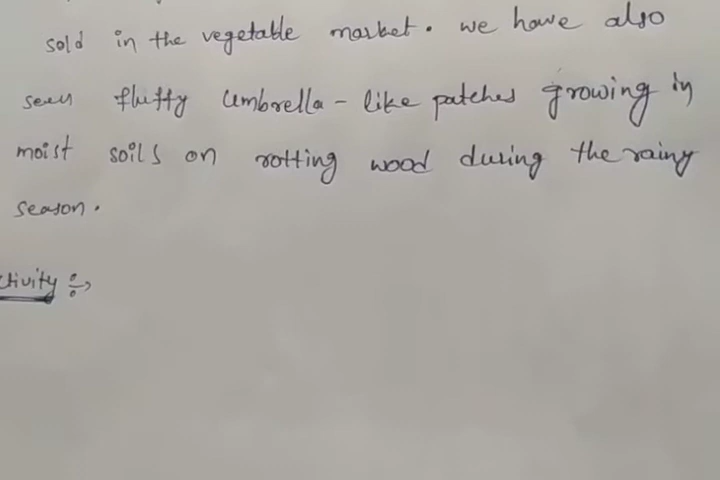 sold in the vegetable market. we have also
seen fluffy umbrella-like patches growing in
moist soils on rotting wood during the rainy
season.
ctivity :->